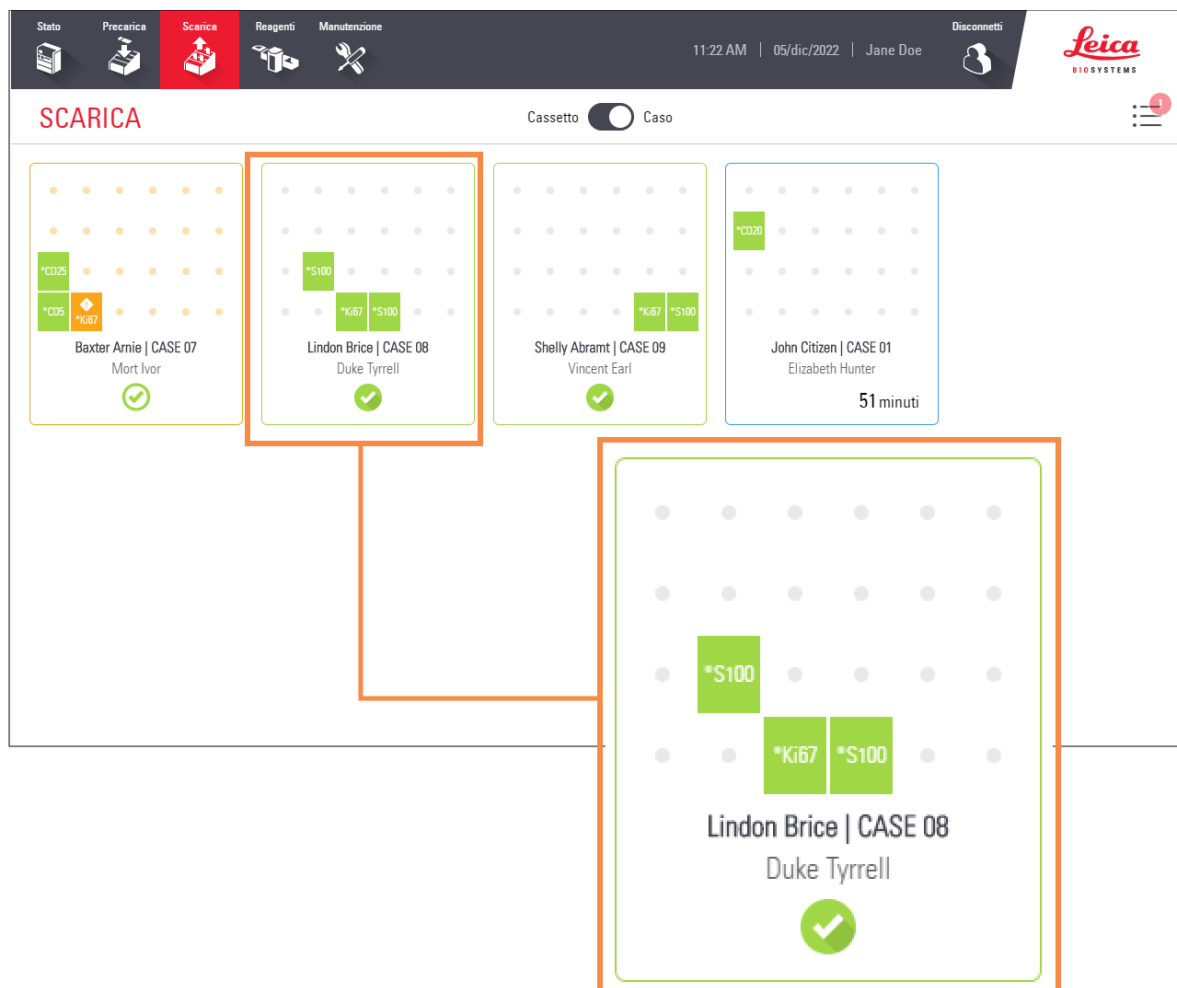 Stato Precarica Scarica Reagenti Manutenzione Disconnetti
11:22 AM | 05/dic/2022 | Jane Doe
Leica
BIOSYSTEMS
SCARICA
Cassetto Caso
1
*CD25
*CD5 *Ki67
Baxter Arnie | CASE 07
Mort Ivor
*S100
*Ki67 *S100
Lindon Brice | CASE 08
Duke Tyrrell
*Ki67 *S100
Shelly Abramt | CASE 09
Vincent Earl
*CD20
John Citizen | CASE 01
Elizabeth Hunter
51 minuti
*S100
*Ki67 *S100
Lindon Brice | CASE 08
Duke Tyrrell